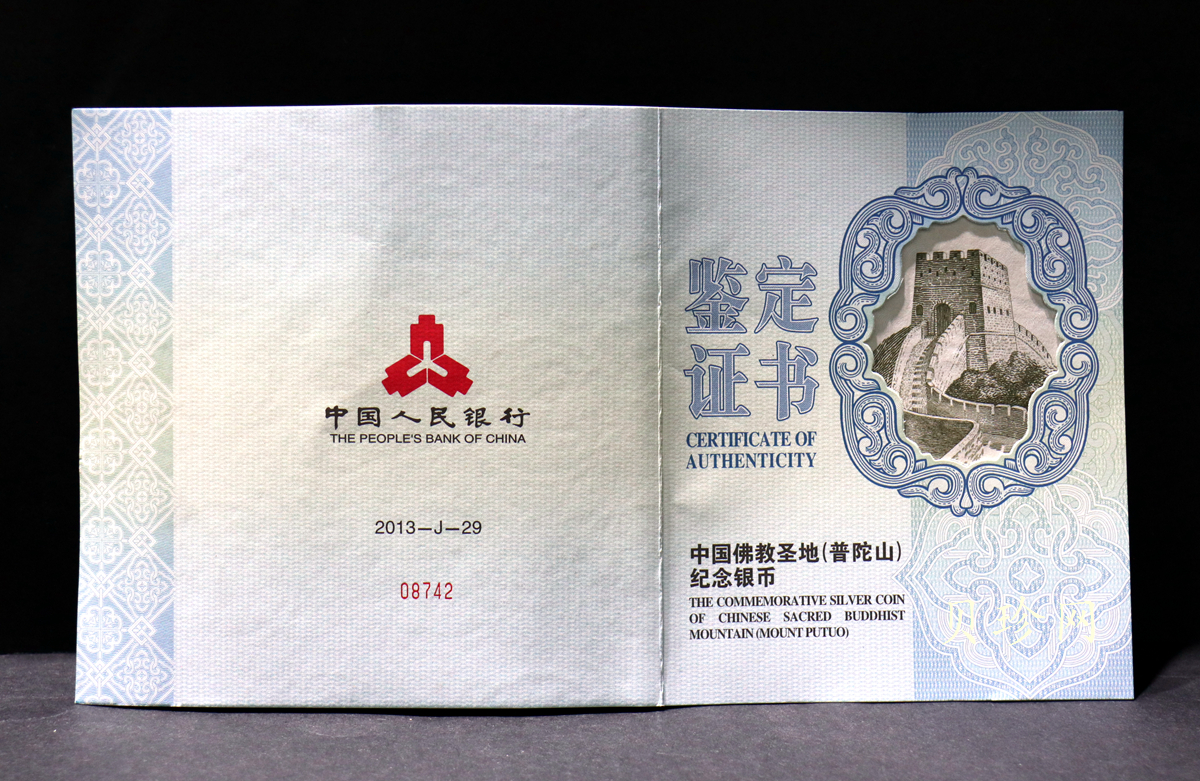 中国人民银行
THE PEOPLE'S BANK OF CHINA
2013—J—29
08742
鉴定
证书
CERTIFICATE OF
AUTHENTICITY
中国佛教圣地(普陀山)
纪念银币
THE COMMEMORATIVE SILVER COIN
OF CHINESE SACRED BUDDHIST
MOUNTAIN (MOUNT PUTUO)
贝珍网